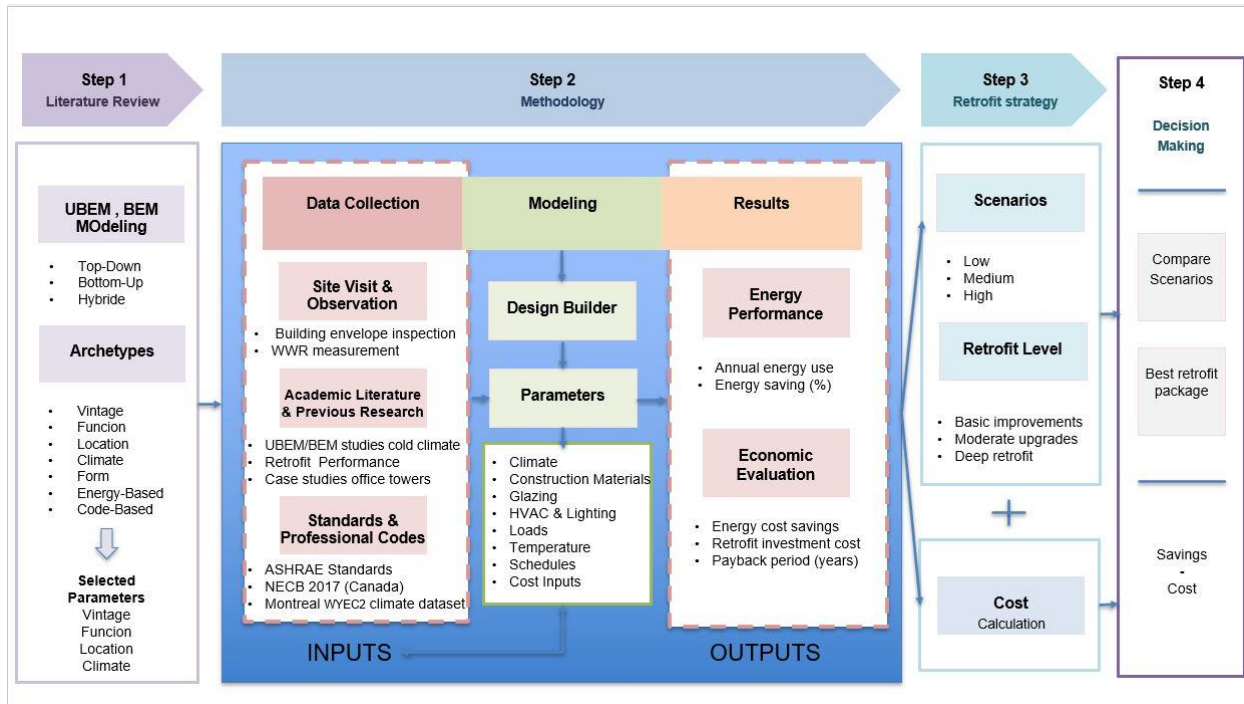 Step 1
Literature Review
UBEM , BEM
MOdeling
Top-Down
Bottom-Up
Hybride
Archetypes
Vintage
Funcion
Location
Climate
Form
Energy-Based
Code-Based
Selected
Parameters
Vintage
Funcion
Location
Climate
Step 2
Methodology
Data Collection
Site Visit &
Observation
Building envelope inspection
WWR measurement
Academic Literature
& Previous Research
UBEM/BEM studies cold climate
Retrofit Performance
Case studies office towers
Standards &
Professional Codes
ASHRAE Standards
NECB 2017 (Canada)
Montreal WYEC2 climate dataset
INPUTS
Modeling
Design Builder
Parameters
Climate
Construction Materials
Glazing
HVAC & Lighting
Loads
Temperature
Schedules
Cost Inputs
Results
Energy
Performance
Annual energy use
Energy saving (%)
Economic
Evaluation
Energy cost savings
Retrofit investment cost
Payback period (years)
OUTPUTS
Step 3
Retrofit strategy
Scenarios
Low
Medium
High
Retrofit Level
Basic improvements
Moderate upgrades
Deep retrofit
Cost
Calculation
Step 4
Decision
Making
Compare
Scenarios
Best retrofit
package
Savings
-
Cost